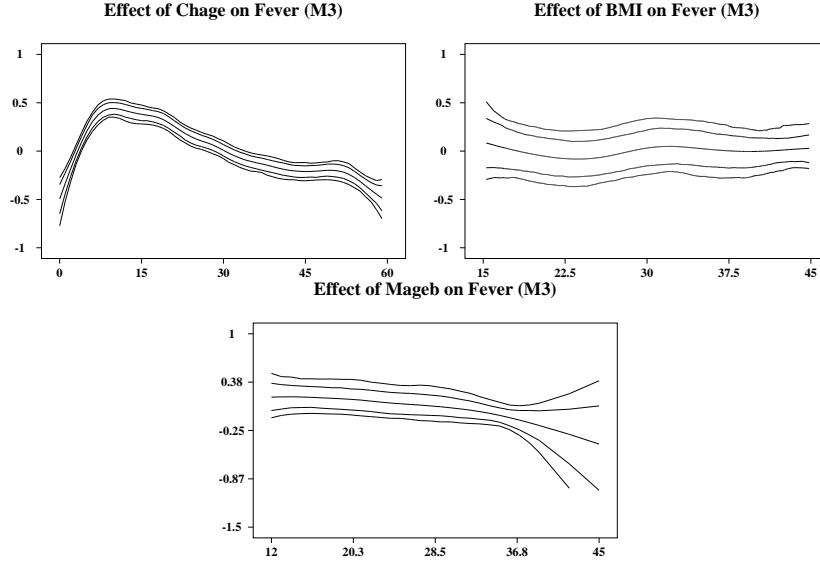 Effect of Chage on Fever (M3)
1
0.5
0
-0.5
-1
0 15 30 45 60
Effect of BMI on Fever (M3)
1
0.5
0
-0.5
-1
15 22.5 30 37.5 45
Effect of Mageb on Fever (M3)
1
0.38
-0.25
-0.87
-1.5
12 20.3 28.5 36.8 45